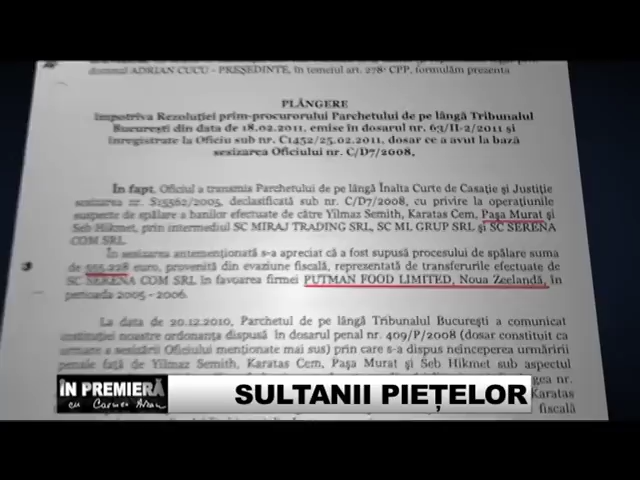 domnul ADRIAN CUCU - PREȘEDINTE, în temeiul art. 278¹ CPP, formulăm prezenta
PLÂNGERE
împotriva Rezoluției prim-procurorului Parchetului de pe lângă Tribunalul
București din data de 18.02.2011, emise în dosarul nr. 63/II-2/2011 și
înregistrate la Oficiu sub nr. C1452/25.02.2011, dosar ce a avut la bază
sesizarea Oficiului nr. C/D7/2008,
În fapt, Oficiul a transmis Parchetului de pe lângă Înalta Curte de Casație și Justiție
sesizarea nr. S15562/2005, declasificată sub nr. C/D7/2008, cu privire la operațiunile
suspecte de spălare a banilor efectuate de către Yilmaz Semith, Karatas Cem, Pașa Murat și
Seb Hikmet, prin intermediul SC MIRAJ TRADING SRL, SC ML GRUP SRL și SC SERENA
COM SRL.
În sesizarea antemenționată s-a apreciat că a fost supusă procesului de spălare suma
de 555.228 euro, provenită din evaziune fiscală, reprezentată de transferurile efectuate de
SC SERENA COM SRL în favoarea firmei PUTMAN FOOD LIMITED, Noua Zeelandă, în
perioada 2005 - 2006.
La data de 20.12.2010, Parchetul de pe lângă Tribunalul București a comunicat
instituției noastre ordonanța dispusă în dosarul penal nr. 409/P/2008 (dosar constituit ca
urmare a sesizării Oficiului menționate mai sus) prin care s-a dispus neînceperea urmăririi
penale față de Yilmaz Semith, Karatas Cem, Pașa Murat și Seb Hikmet sub aspectul
gea nr.
Karatas
fiscală
ÎN PREMIERĂ
cu Carmen Avram
SULTANII PIEȚELOR